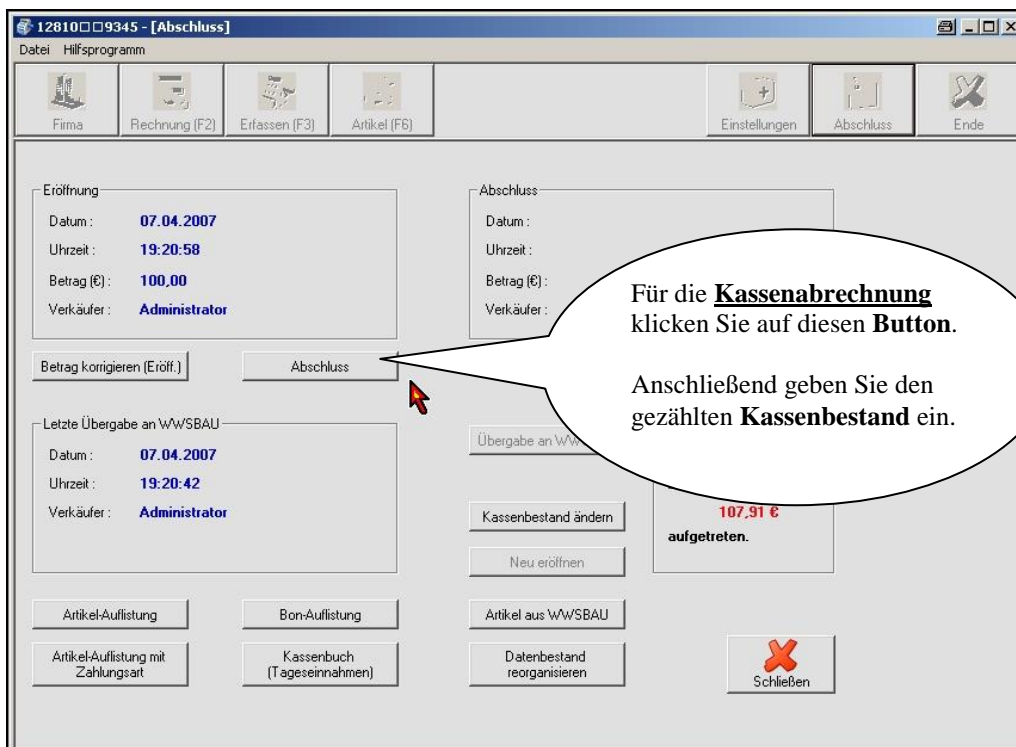 12810□□9345 - [Abschluss]
Datei Hilfsprogramm
Firma Rechnung (F2) Erfassen (F3) Artikel (F6) Einstellungen Abschluss Ende
Eröffnung
Datum : 07.04.2007
Uhrzeit : 19:20:58
Betrag (€) : 100,00
Verkäufer : Administrator
Abschluss
Datum :
Uhrzeit :
Betrag (€) :
Verkäufer :
Für die Kassenabrechnung
klicken Sie auf diesen Button.
Anschließend geben Sie den
gezählten Kassenbestand ein.
Betrag korrigieren (Eröff.) Abschluss
Letzte Übergabe an WWSBAU
Datum : 07.04.2007
Uhrzeit : 19:20:42
Verkäufer : Administrator
Übergabe an WW
Kassenbestand ändern
Neu eröffnen
107,91 €
aufgetreten.
Artikel-Auflistung Bon-Auflistung Artikel aus WWSBAU
Artikel-Auflistung mit
Zahlungsart
Kassenbuch
(Tageseinnahmen)
Datenbestand
reorganisieren
Schließen